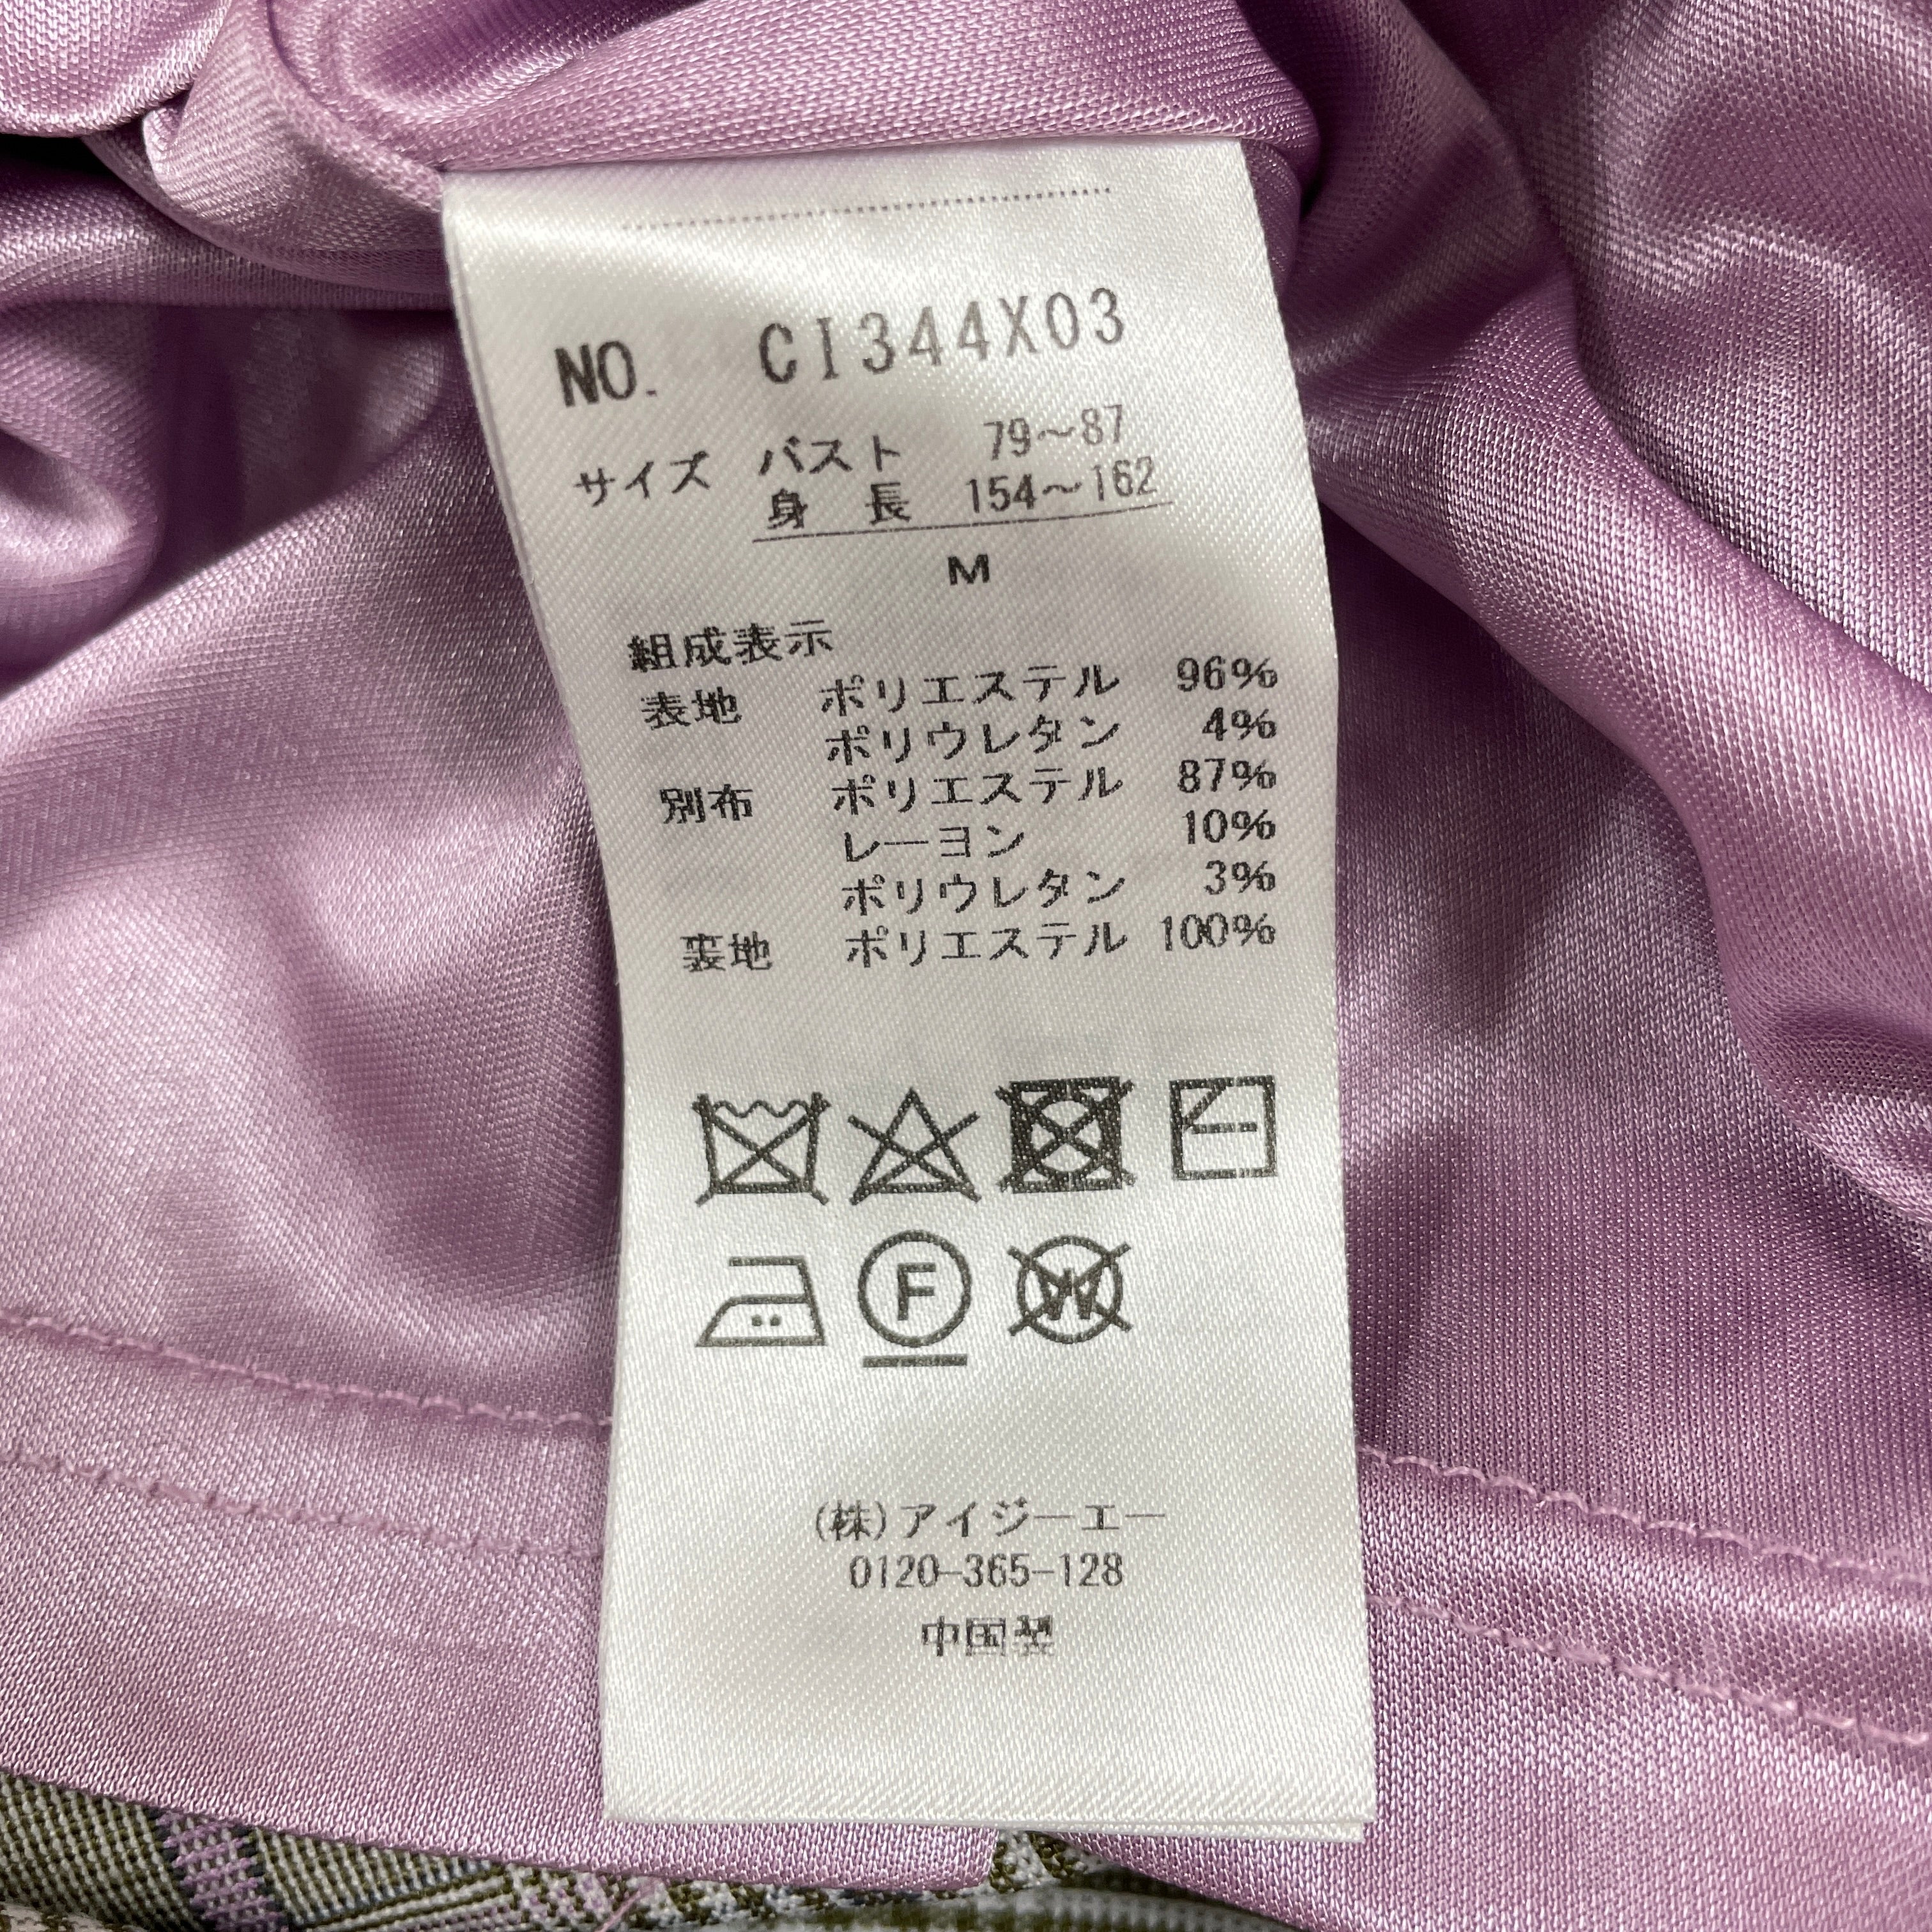 NO. CI344X03
サイズ バスト 79～87
身 長 154～162
M
組成表示
表地 ポリエステル 96%
ポリウレタン 4%
別布 ポリエステル 87%
レーヨン 10%
ポリウレタン 3%
裏地 ポリエステル 100%
F
W
(株)アイジーエー
0120-365-128
中国製